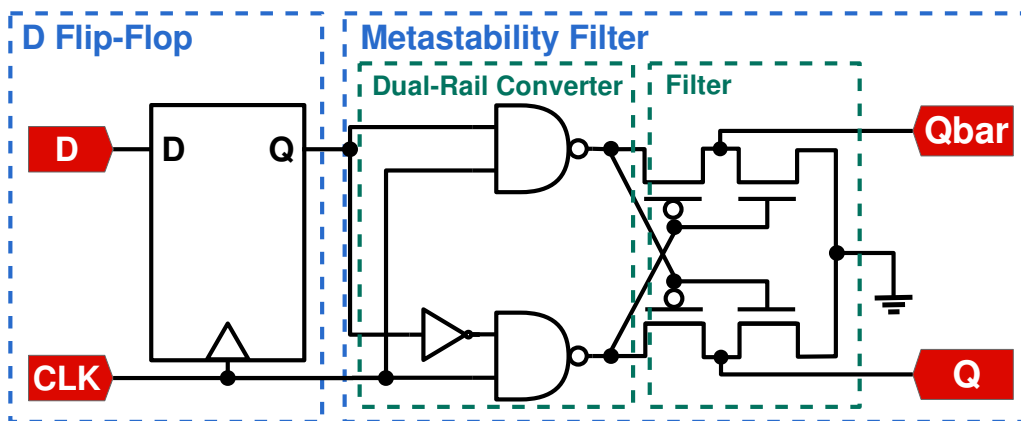 D Flip-Flop
Metastability Filter
Dual-Rail Converter
Filter
D
D
Q
Qbar
CLK
Q